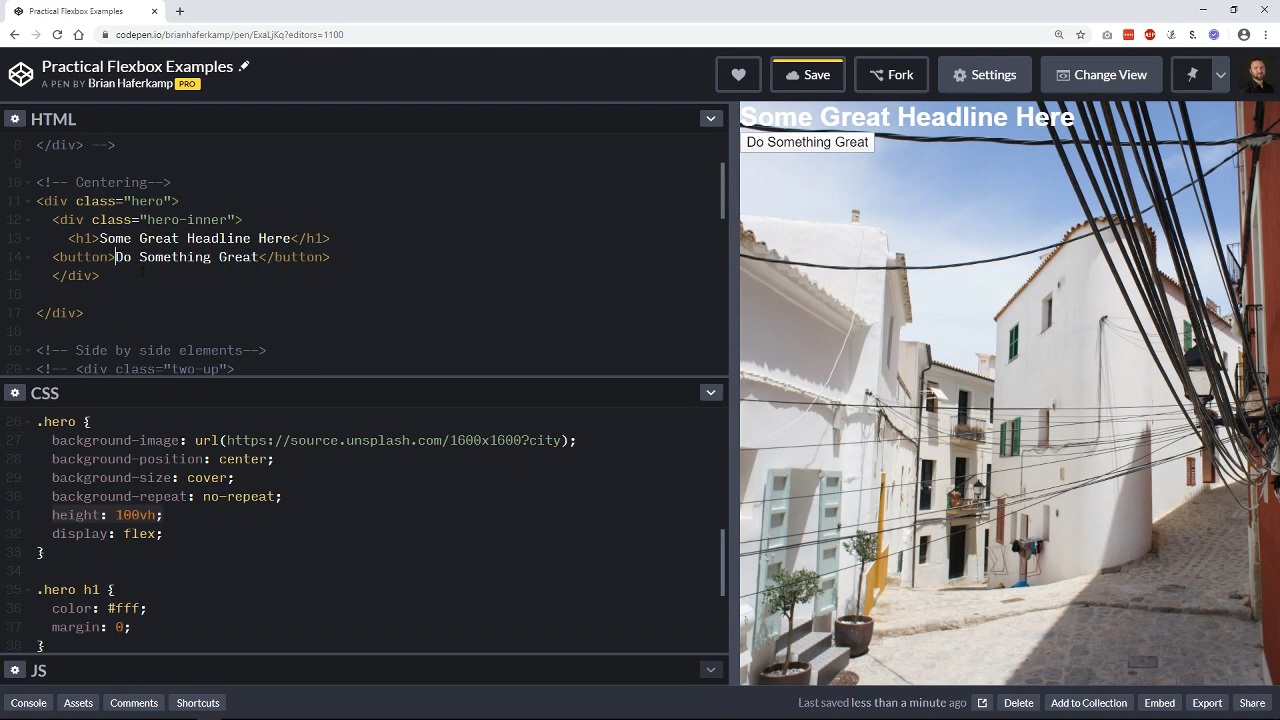 Practical Flexbox Examples
codepen.io/brianhaferkamp/pen/ExaLjKq?editors=1100
Practical Flexbox Examples
A PEN BY Brian Haferkamp PRO
Save
Fork
Settings
Change View
HTML
8 </div> -->
9
10 <!-- Centering-->
11 <div class="hero">
12 <div class="hero-inner">
13 <h1>Some Great Headline Here</h1>
14 <button>Do Something Great</button>
15 </div>
16
17 </div>
18
19 <!-- Side by side elements-->
20 <!-- <div class="two-up">
CSS
26 .hero {
27 background-image: url(https://source.unsplash.com/1600x1600?city);
28 background-position: center;
29 background-size: cover;
30 background-repeat: no-repeat;
31 height: 100vh;
32 display: flex;
33 }
34
35 .hero h1 {
36 color: #fff;
37 margin: 0;
38 }
JS
Some Great Headline Here
Do Something Great
Console
Assets
Comments
Shortcuts
Last saved less than a minute ago
Delete
Add to Collection
Embed
Export
Share